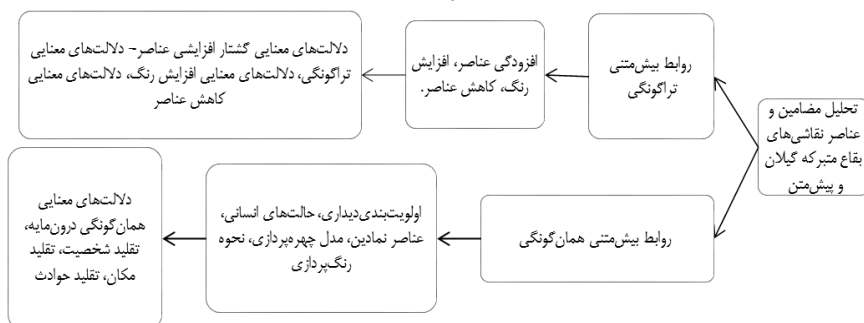 تحلیل مضامین و
عناصر نقاشی‌های
بقاع متبرکه گیلان
و پیش‌متن
روابط بیش‌متنی
تراگونگی
افزودگی عناصر، افزایش
رنگ، کاهش عناصر.
دلالت‌های معنایی گشتار افزایشی عناصر- دلالت‌های معنایی
تراگونگی، دلالت‌های معنایی افزایش رنگ، دلالت‌های معنایی
کاهش عناصر
روابط بیش‌متنی همان‌گونگی
اولویت‌بندی‌دیداری، حالت‌های انسانی،
عناصر نمادین، مدل چهره‌پردازی، نحوه
رنگ‌پردازی
دلالت‌های معنایی
همان‌گونگی درون‌مایه،
تقلید شخصیت، تقلید
مکان، تقلید حوادث